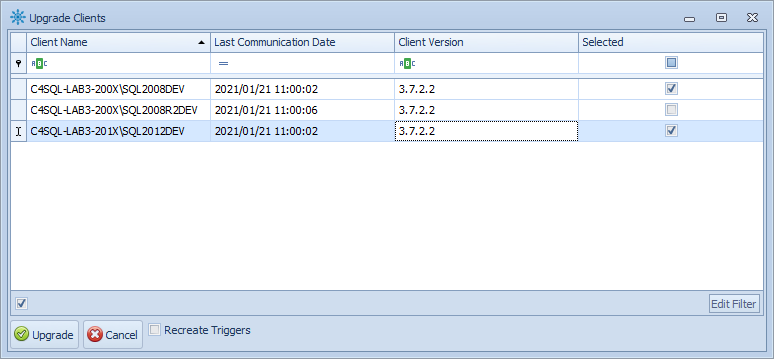 Upgrade Clients
Client Name Last Communication Date Client Version Selected
ABC = ABC
C4SQL-LAB3-200X\SQL2008DEV 2021/01/21 11:00:02 3.7.2.2
C4SQL-LAB3-200X\SQL2008R2DEV 2021/01/21 11:00:06 3.7.2.2
C4SQL-LAB3-201X\SQL2012DEV 2021/01/21 11:00:02 3.7.2.2
Edit Filter
Upgrade Cancel Recreate Triggers